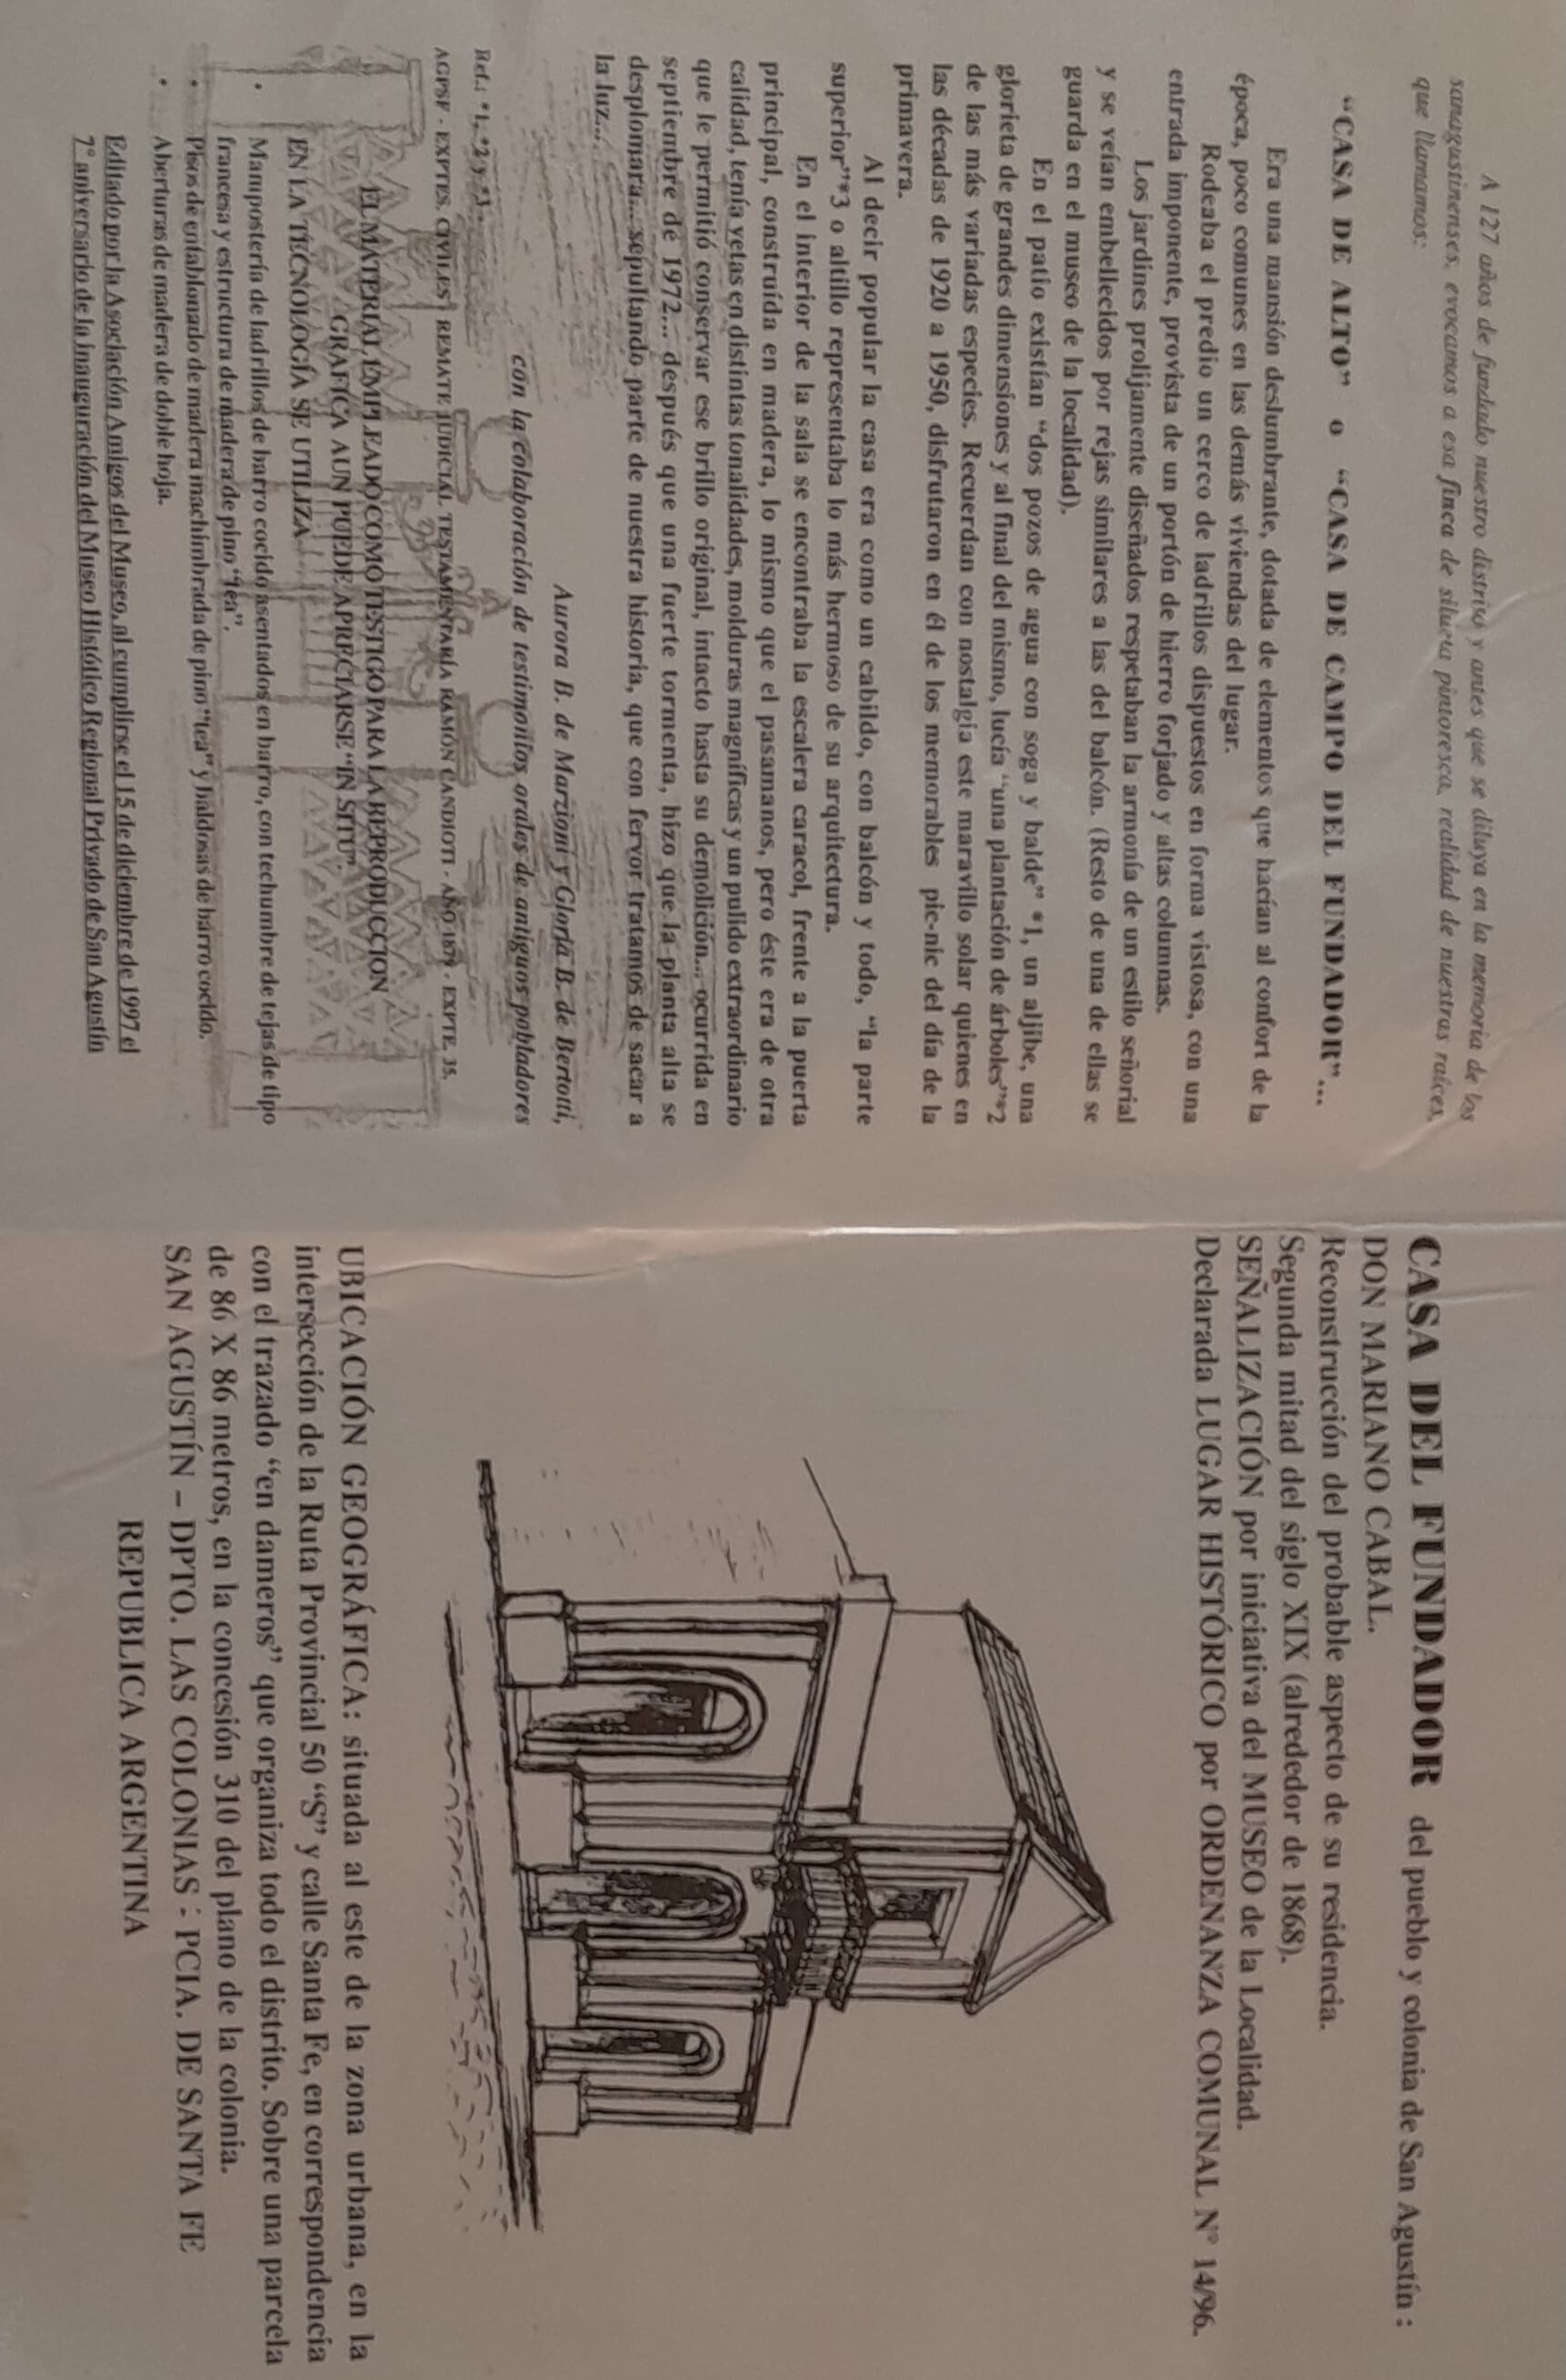 A 127 años de fundado nuestro distrito y antes que se diluya en la memoria de los
sanagustinenses, evocamos a esa finca de silueta pintoresca, realidad de nuestras raíces,
que llamamos:
“CASA DE ALTO” o “CASA DE CAMPO DEL FUNDADOR”...
Era una mansión deslumbrante, dotada de elementos que hacían al confort de la
época, poco comunes en las demás viviendas del lugar.
Rodeaba el predio un cerco de ladrillos dispuestos en forma vistosa, con una
entrada imponente, provista de un portón de hierro forjado y altas columnas.
Los jardines prolijamente diseñados respetaban la armonía de un estilo señorial
y se veían embellecidos por rejas similares a las del balcón. (Resto de una de ellas se
guarda en el museo de la localidad).
En el patio existían “dos pozos de agua con soga y balde” *1, un aljibe, una
glorieta de grandes dimensiones y al final del mismo, lucía “una plantación de árboles”*2
de las más variadas especies. Recuerdan con nostalgia este maravillo solar quienes en
las décadas de 1920 a 1950, disfrutaron en él de los memorables pic-nic del día de la
primavera.
Al decir popular la casa era como un cabildo, con balcón y todo, “la parte
superior”*3 o altillo representaba lo más hermoso de su arquitectura.
En el interior de la sala se encontraba la escalera caracol, frente a la puerta
principal, construída en madera, lo mismo que el pasamanos, pero éste era de otra
calidad, tenía vetas en distintas tonalidades, molduras magníficas y un pulido extraordinario
que le permitió conservar ese brillo original, intacto hasta su demolición... ocurrida en
septiembre de 1972... después que una fuerte tormenta, hizo que la planta alta se
desplomara...sepultando parte de nuestra historia, que con fervor tratamos de sacar a
la luz...
Aurora B. de Marzioni y Gloria B. de Bertotti,
con la colaboración de testimonios orales de antiguos pobladores
Ref.: *1, *2 y *3.
AGPSF - EXPTES. CIVILES REMATE JUDICIAL TESTAMENTARÍA RAMÓN CANDIOTI - AÑO 1879 - EXPTE. 35.
EL MATERIAL EMPLEADO COMO TESTIGO PARA LA REPRODUCCION
GRAFICA AUN PUEDE APRECIARSE “IN SITU”.
EN LA TECNOLOGÍA SE UTILIZA
• Mampostería de ladrillos de barro cocido asentados en barro, con techumbre de tejas de tipo
francesa y estructura de madera de pino “tea”.
• Pisos de entablonado de madera machimbrada de pino “tea” y baldosas de barro cocido.
• Aberturas de madera de doble hoja.
Editado por la Asociación Amigos del Museo, al cumplirse el 15 de diciembre de 1997 el
7° aniversario de la inauguración del Museo Histótico Regional Privado de San Agustín
CASA DEL FUNDADOR del pueblo y colonia de San Agustín :
DON MARIANO CABAL.
Reconstrucción del probable aspecto de su residencia.
Segunda mitad del siglo XIX (alrededor de 1868).
SEÑALIZACIÓN por iniciativa del MUSEO de la Localidad.
Declarada LUGAR HISTÓRICO por ORDENANZA COMUNAL N° 14/96.
UBICACIÓN GEOGRÁFICA: situada al este de la zona urbana, en la
intersección de la Ruta Provincial 50 “S” y calle Santa Fe, en correspondencia
con el trazado “en dameros” que organiza todo el distrito. Sobre una parcela
de 86 X 86 metros, en la concesión 310 del plano de la colonia.
SAN AGUSTÍN – DPTO. LAS COLONIAS - PCIA. DE SANTA FE
REPUBLICA ARGENTINA